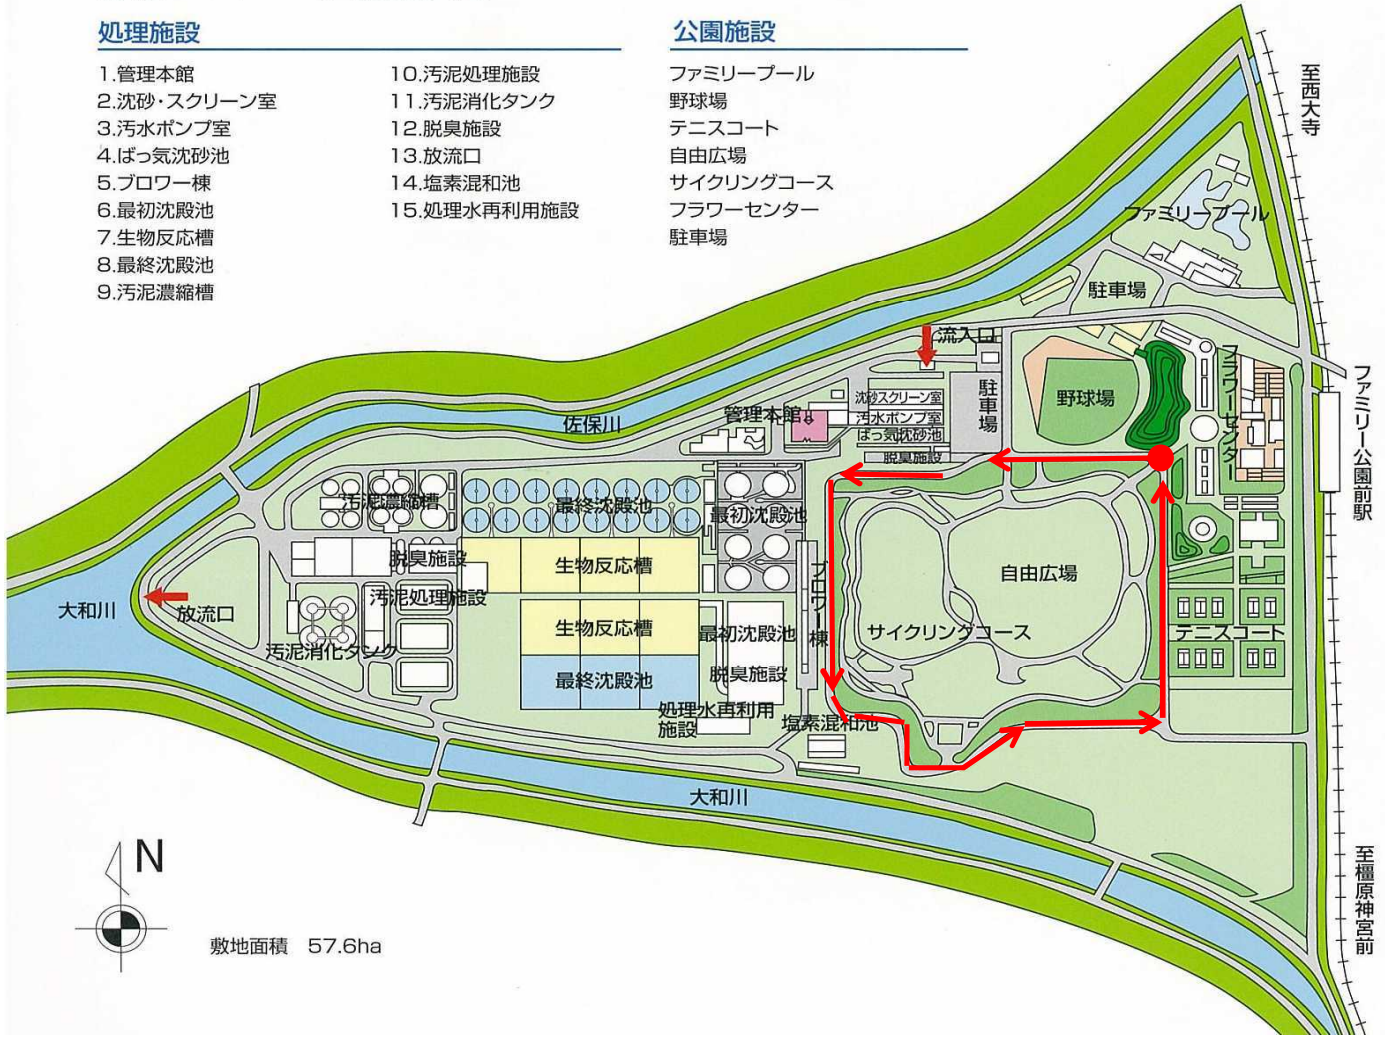 処理施設
1.管理本館
2.沈砂・スクリーン室
3.汚水ポンプ室
4.ばっ気沈砂池
5.ブロワー棟
6.最初沈殿池
7.生物反応槽
8.最終沈殿池
9.汚泥濃縮槽
10.汚泥処理施設
11.汚泥消化タンク
12.脱臭施設
13.放流口
14.塩素混和池
15.処理水再利用施設
公園施設
ファミリープール
野球場
テニスコート
自由広場
サイクリングコース
フラワーセンター
駐車場
至西大寺
ファミリープール
駐車場
流入口
フラワーセンター
ファミリー公園前駅
駐車場
野球場
沈砂スクリーン室
汚水ポンプ室
ばっ気沈砂池
脱臭施設
管理本館
佐保川
汚泥濃縮槽
最終沈殿池
最初沈殿池
脱臭施設
生物反応槽
ブロワー棟
自由広場
汚泥処理施設
大和川
放流口
生物反応槽
最初沈殿池
サイクリングコース
テニスコート
汚泥消化タンク
最終沈殿池
脱臭施設
処理水再利用
施設
塩素混和池
大和川
N
至橿原神宮前
敷地面積 57.6ha